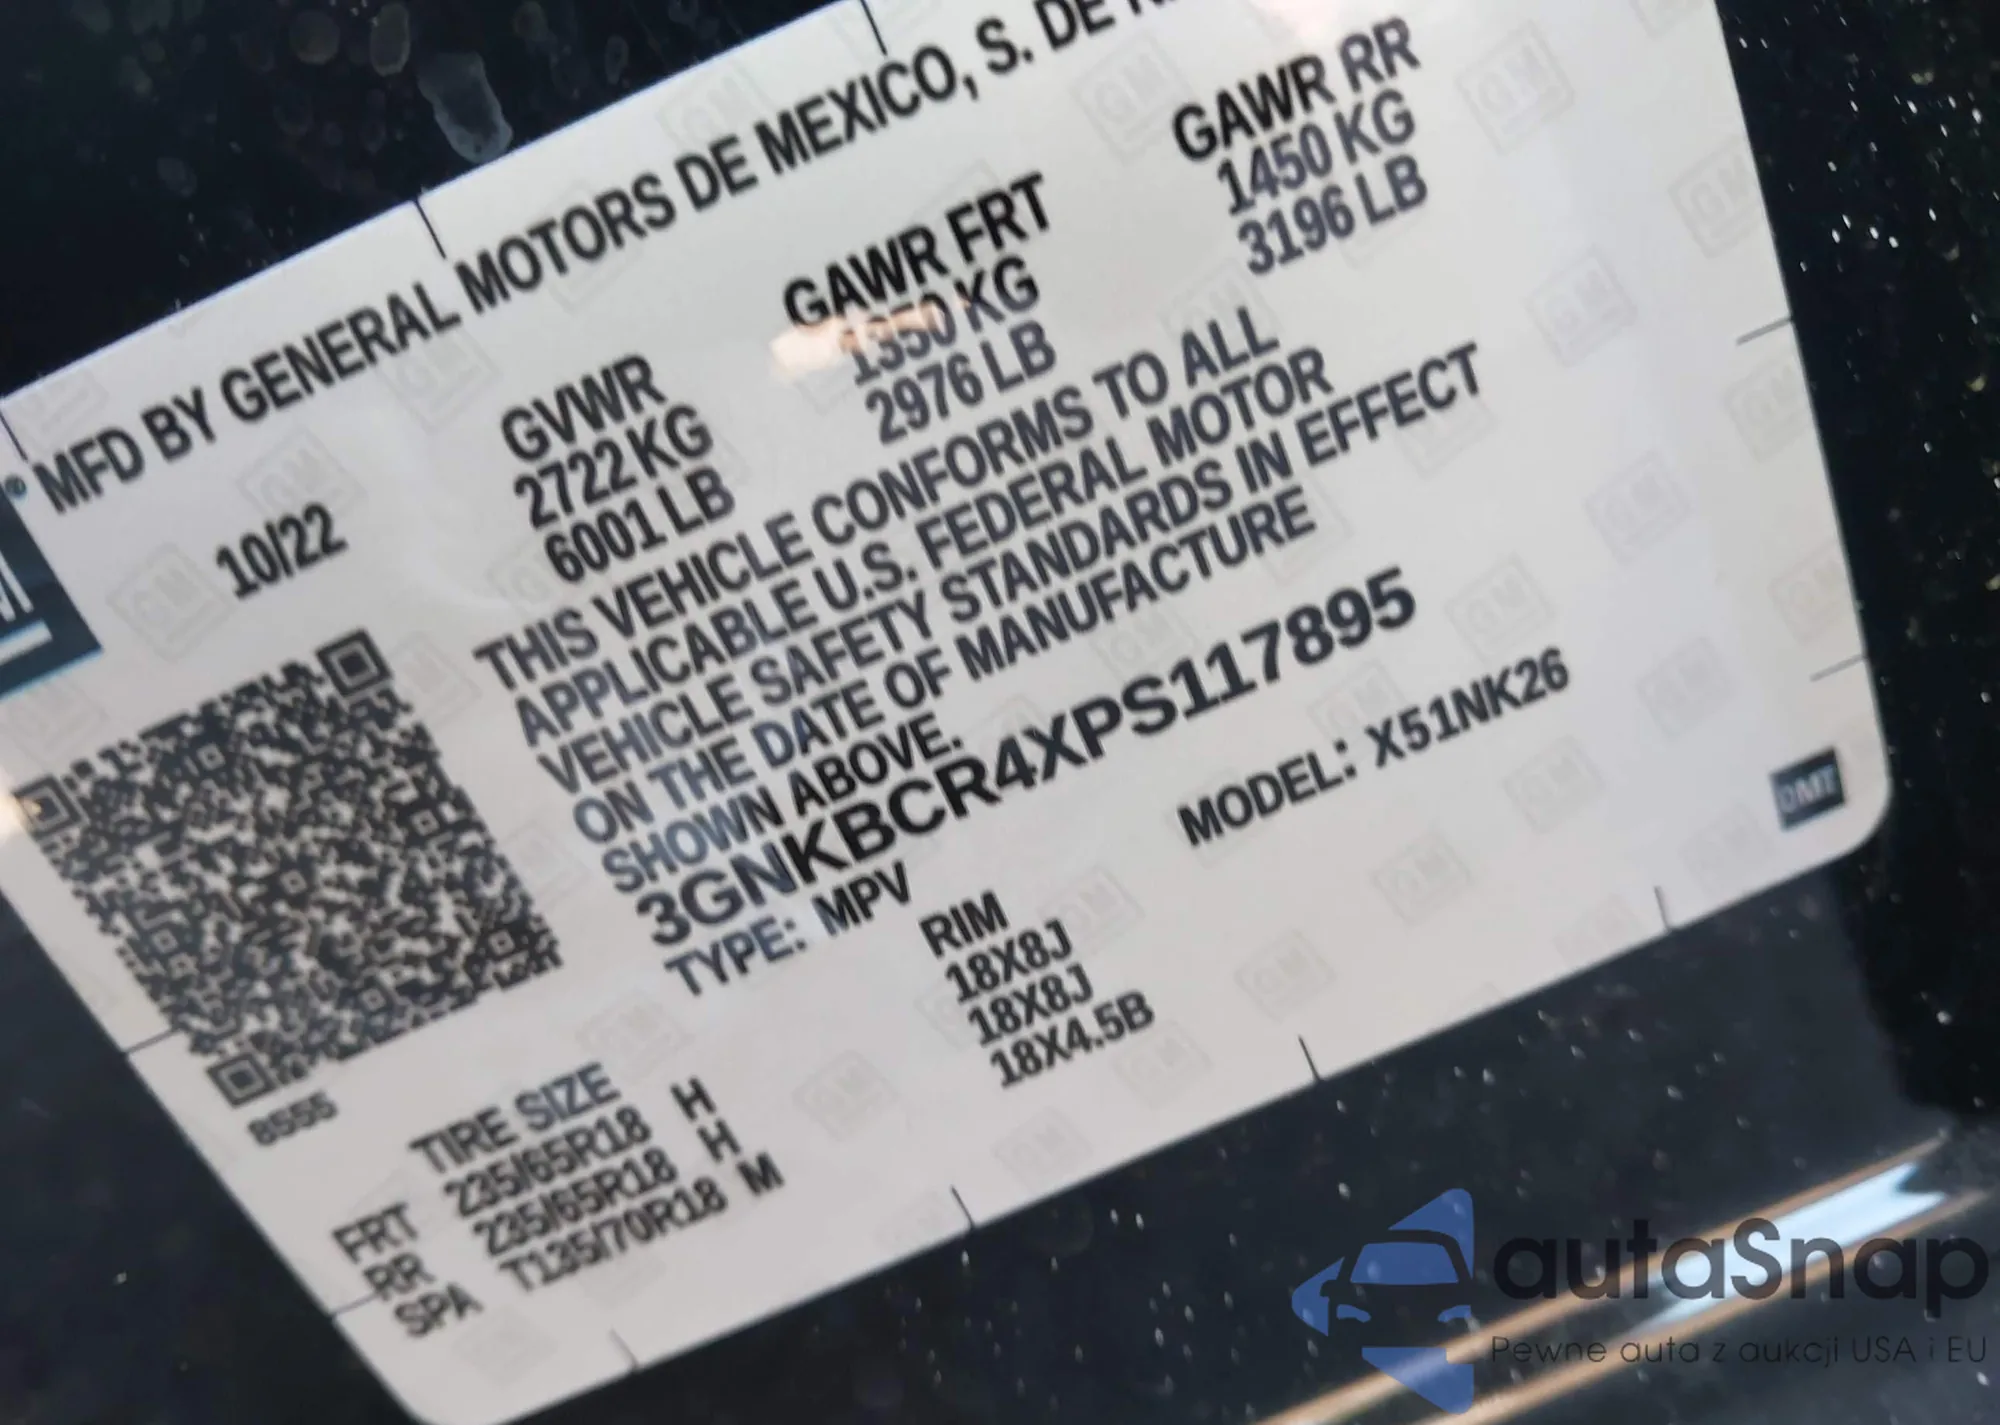 MFD BY GENERAL MOTORS DE MEXICO, S. DE
10/22
GVWR
2722 KG
6001 LB
GAWR FRT
1350 KG
2976 LB
GAWR RR
1450 KG
3196 LB
THIS VEHICLE CONFORMS TO ALL
APPLICABLE U.S. FEDERAL MOTOR
VEHICLE SAFETY STANDARDS IN EFFECT
ON THE DATE OF MANUFACTURE
SHOWN ABOVE.
3GNKBCR4XPS117895
TYPE: MPV MODEL: X51NK26
8555
TIRE SIZE RIM
FRT 235/65R18 H 18X8J
RR 235/65R18 H 18X8J
SPA T135/70R18 M 18X4.5B
autaSnap
Pewne auta z aukcji USA i EU